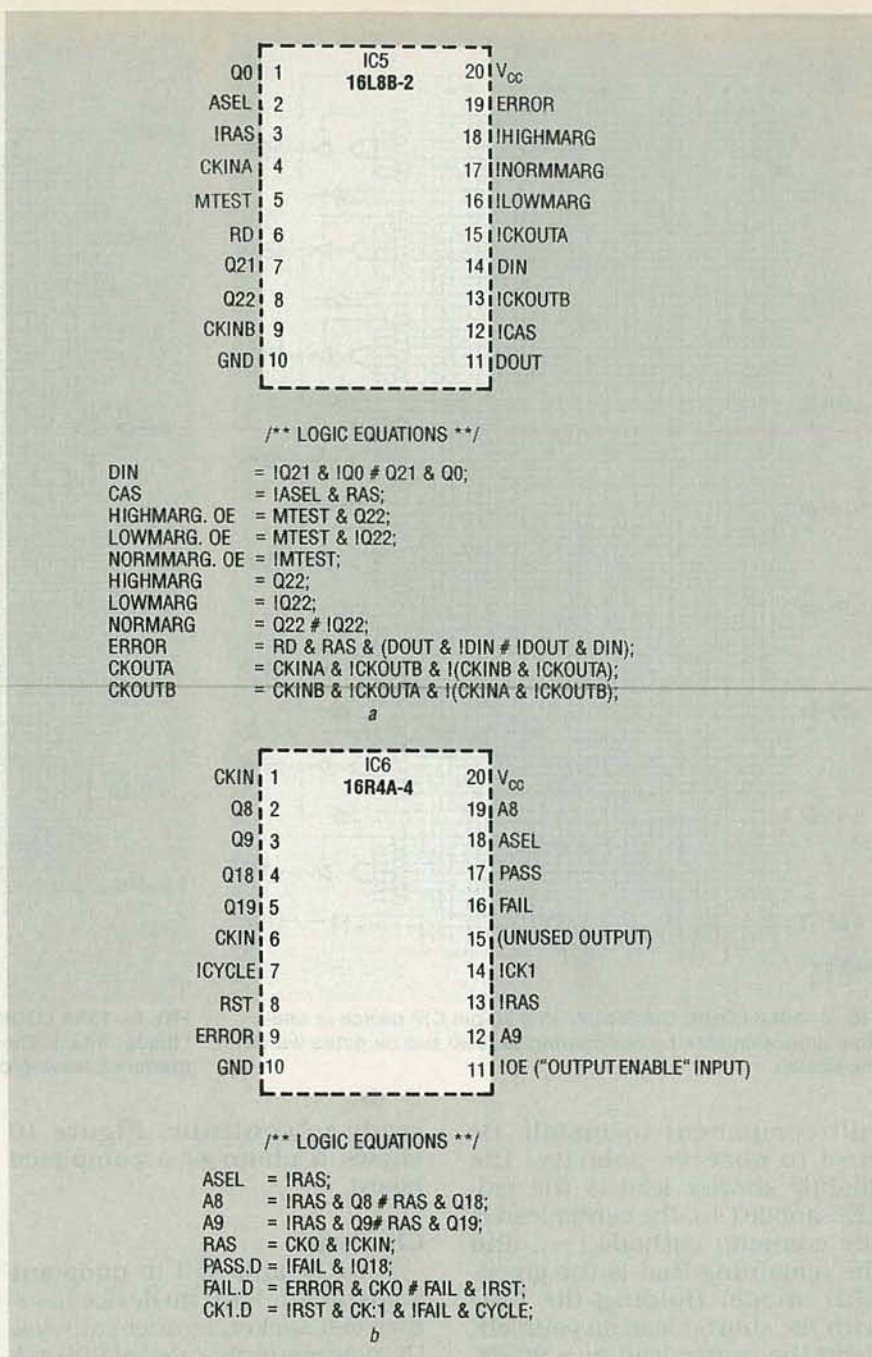 IC5
16L8B-2
Q0 1 20 VCC
ASEL 2 19 ERROR
!RAS 3 18 !HIGHMARG
CKINA 4 17 !NORMMARG
MTEST 5 16 !LOWMARG
RD 6 15 !CKOUTA
Q21 7 14 DIN
Q22 8 13 !CKOUTB
CKINB 9 12 !CAS
GND 10 11 DOUT
/** LOGIC EQUATIONS **/
DIN = !Q21 & !Q0 # Q21 & Q0;
CAS = !ASEL & RAS;
HIGHMARG. OE = MTEST & Q22;
LOWMARG. OE = MTEST & !Q22;
NORMMARG. OE = !MTEST;
HIGHMARG = Q22;
LOWMARG = !Q22;
NORMARG = Q22 # !Q22;
ERROR = RD & RAS & (DOUT & !DIN # !DOUT & DIN);
CKOUTA = CKINA & !CKOUTB & !(CKINB & !CKOUTA);
CKOUTB = CKINB & !CKOUTA & !(CKINA & !CKOUTB);
a
IC6
16R4A-4
CKIN 1 20 VCC
Q8 2 19 A8
Q9 3 18 ASEL
Q18 4 17 PASS
Q19 5 16 FAIL
CKIN 6 15 (UNUSED OUTPUT)
!CYCLE 7 14 !CK1
RST 8 13 !RAS
ERROR 9 12 A9
GND 10 11 !OE ("OUTPUT ENABLE" INPUT)
/** LOGIC EQUATIONS **/
ASEL = !RAS;
A8 = !RAS & Q8 # RAS & Q18;
A9 = !RAS & Q9# RAS & Q19;
RAS = CKO & !CKIN;
PASS.D = !FAIL & !Q18;
FAIL.D = ERROR & CKO # FAIL & !RST;
CK1.D = !RST & CK:1 & !FAIL & CYCLE;
b